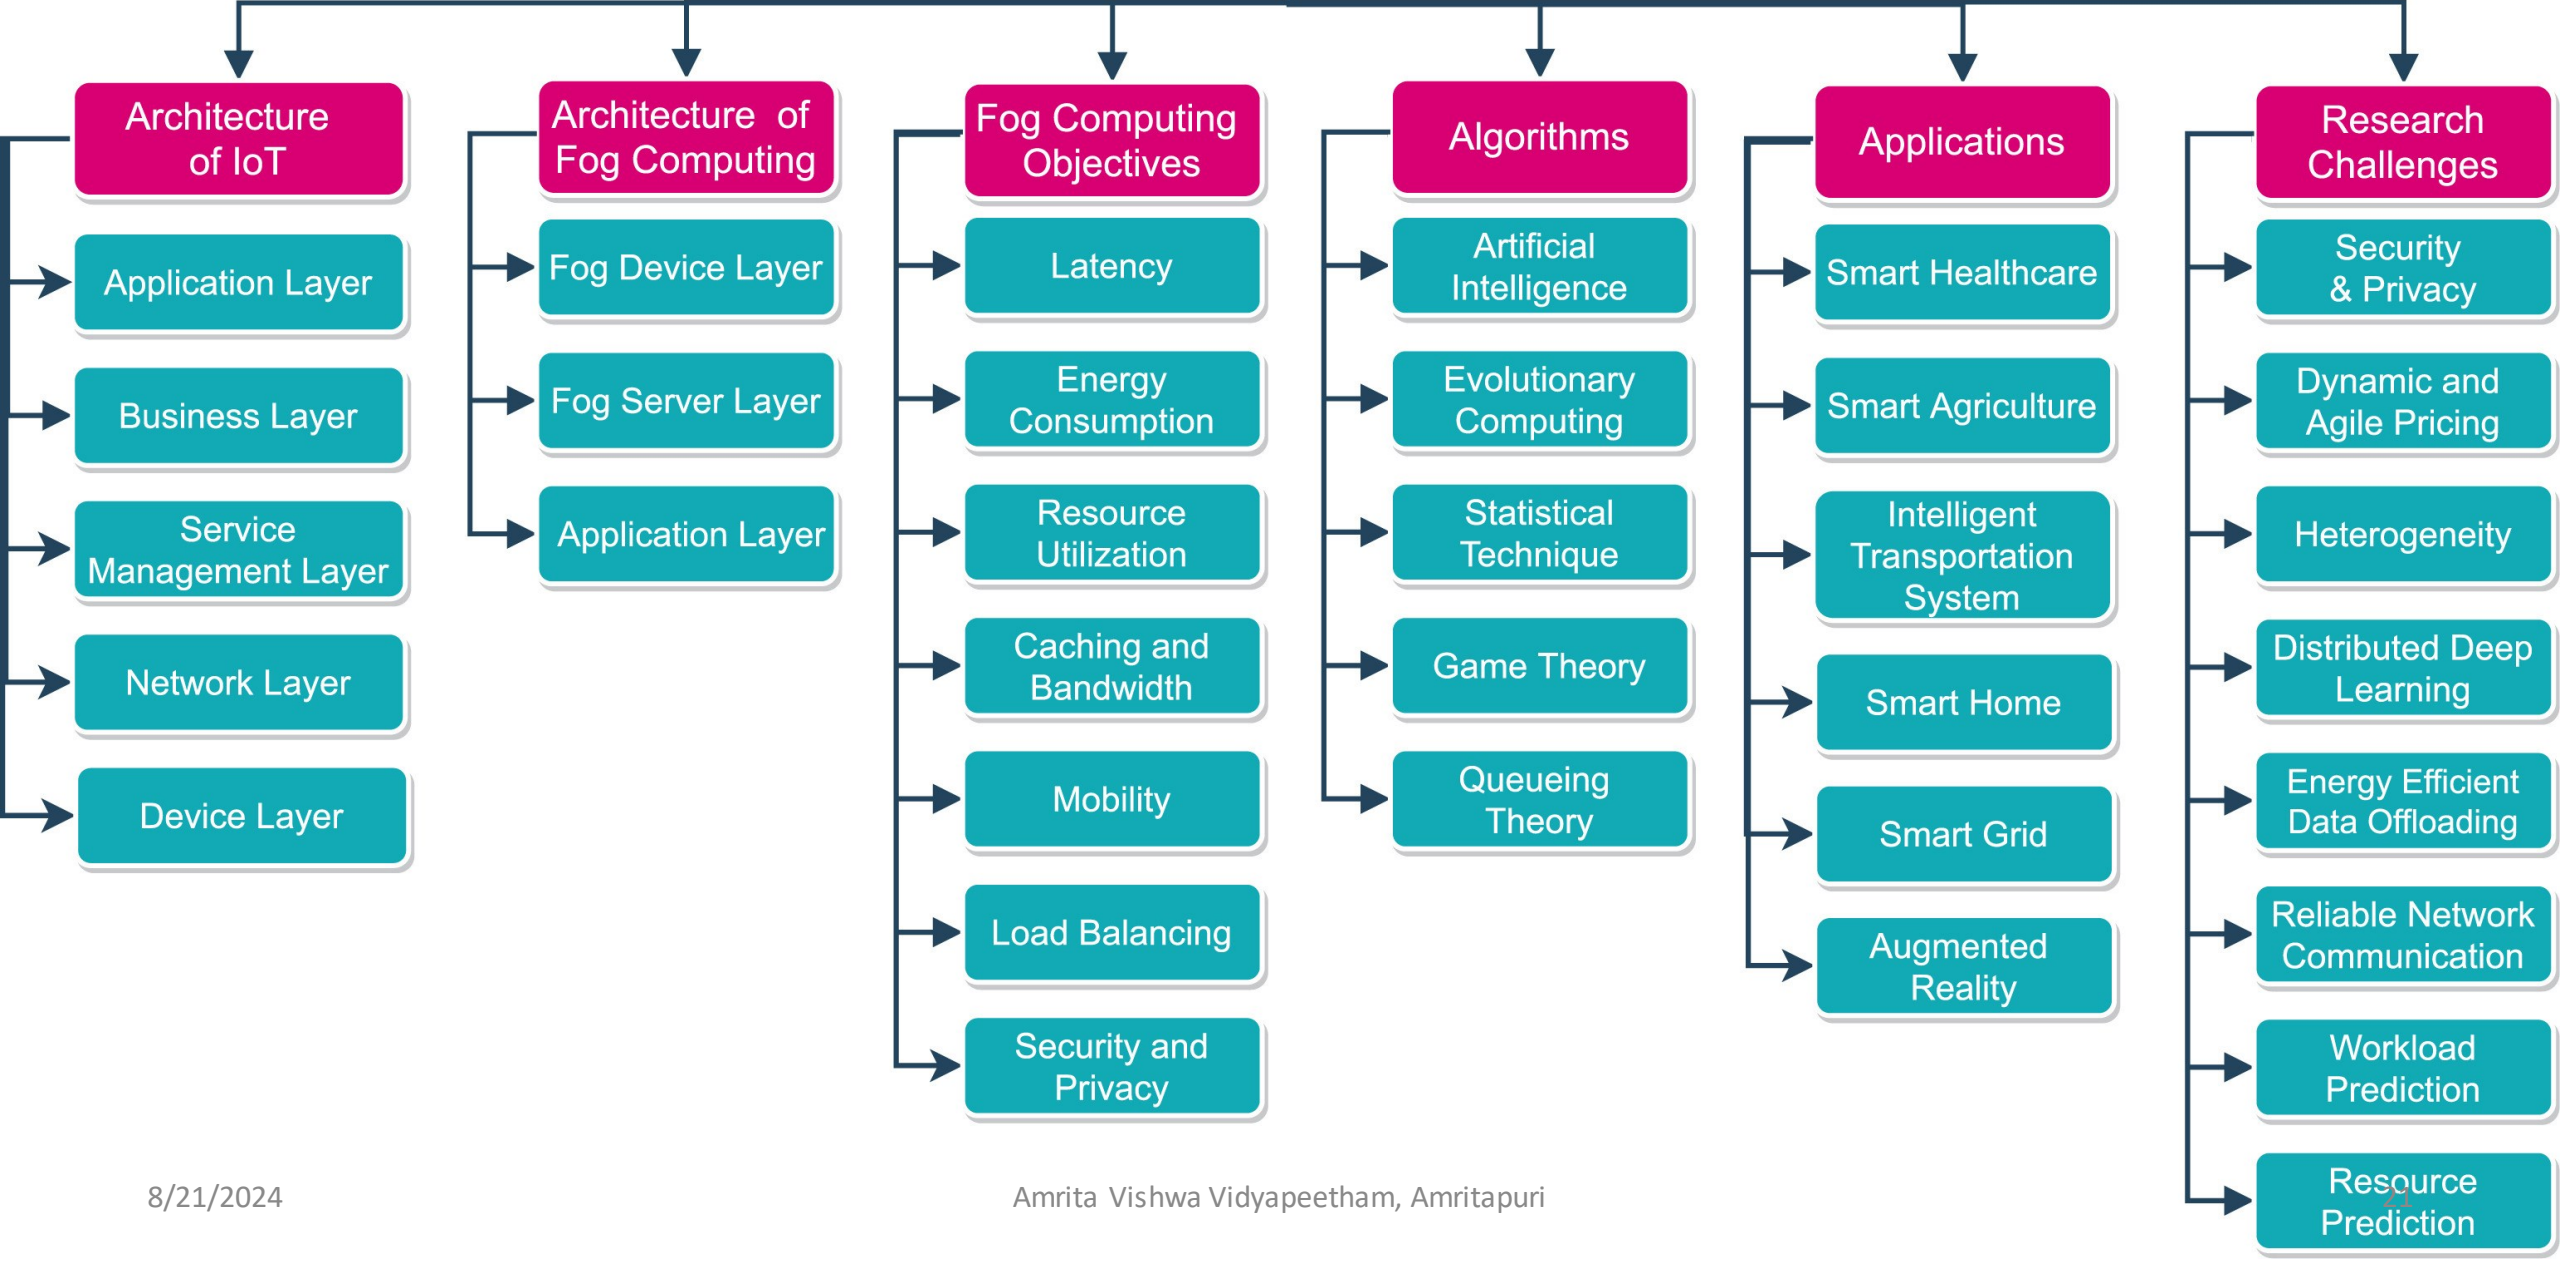 Architecture
of IoT
Application Layer
Business Layer
Service
Management Layer
Network Layer
Device Layer
Architecture of
Fog Computing
Fog Device Layer
Fog Server Layer
Application Layer
Fog Computing
Objectives
Latency
Energy
Consumption
Resource
Utilization
Caching and
Bandwidth
Mobility
Load Balancing
Security and
Privacy
Algorithms
Artificial
Intelligence
Evolutionary
Computing
Statistical
Technique
Game Theory
Queueing
Theory
Applications
Smart Healthcare
Smart Agriculture
Intelligent
Transportation
System
Smart Home
Smart Grid
Augmented
Reality
Research
Challenges
Security
& Privacy
Dynamic and
Agile Pricing
Heterogeneity
Distributed Deep
Learning
Energy Efficient
Data Offloading
Reliable Network
Communication
Workload
Prediction
Resource
Prediction
8/21/2024
Amrita Vishwa Vidyapeetham, Amritapuri
21